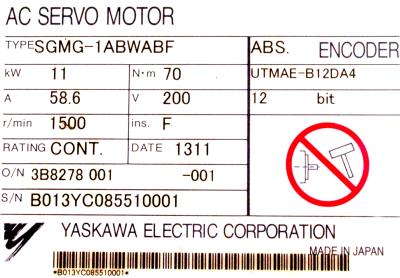 AC SERVO MOTOR
TYPE SGMG-1ABWABF ABS. ENCODER
kW 11 N·m 70 UTMAE-B12DA4
A 58.6 V 200 12 bit
r/min 1500 ins. F
RATING CONT. DATE 1311
O/N 3B8278 001 -001
S/N B013YC085510001
YASKAWA ELECTRIC CORPORATION
MADE IN JAPAN
*B013YC085510001*